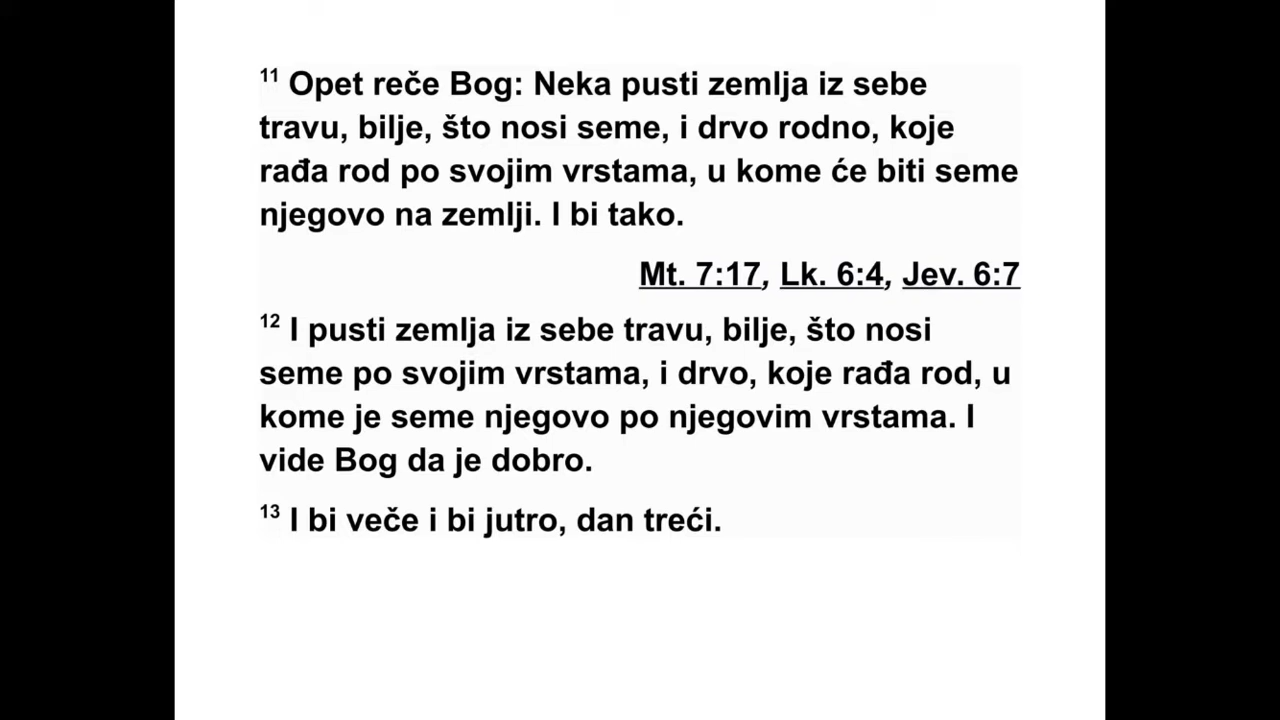 11 Opet reče Bog: Neka pusti zemlja iz sebe
travu, bilje, što nosi seme, i drvo rodno, koje
rađa rod po svojim vrstama, u kome će biti seme
njegovo na zemlji. I bi tako.
Mt. 7:17, Lk. 6:4, Jev. 6:7
12 I pusti zemlja iz sebe travu, bilje, što nosi
seme po svojim vrstama, i drvo, koje rađa rod, u
kome je seme njegovo po njegovim vrstama. I
vide Bog da je dobro.
13 I bi veče i bi jutro, dan treći.